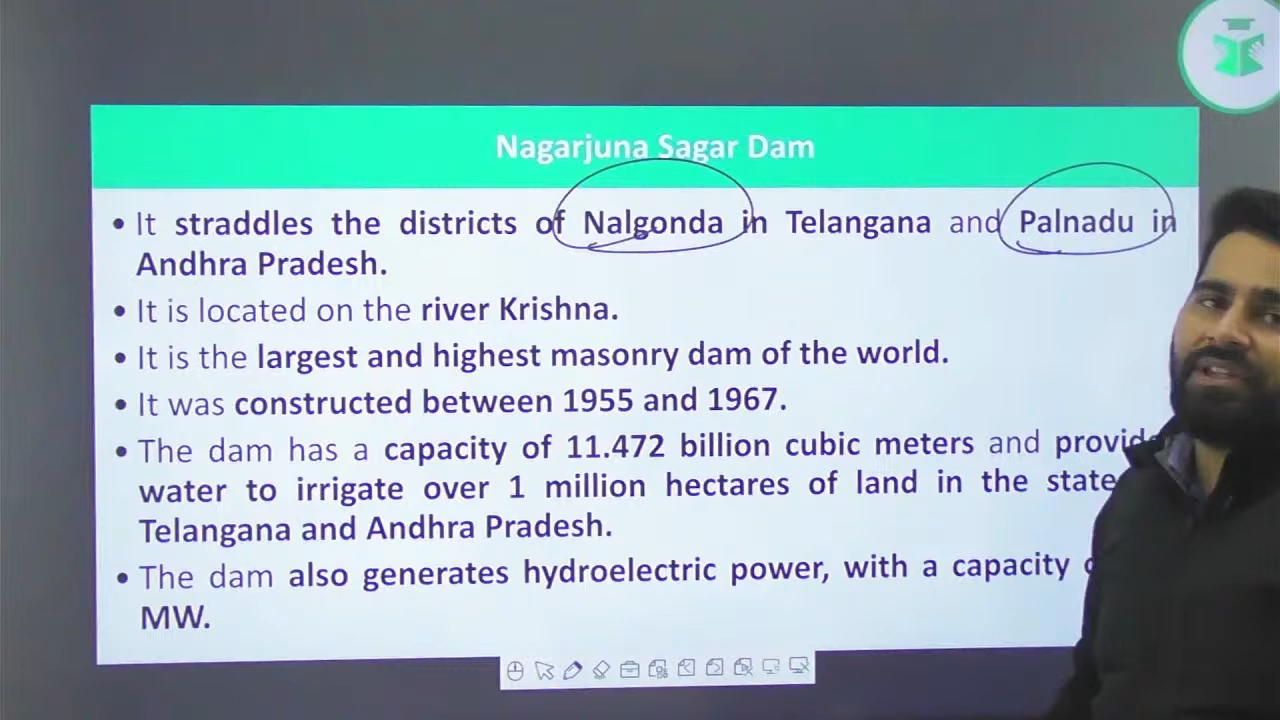 Nagarjuna Sagar Dam
• It straddles the districts of Nalgonda in Telangana and Palnadu in
Andhra Pradesh.
• It is located on the river Krishna.
• It is the largest and highest masonry dam of the world.
• It was constructed between 1955 and 1967.
• The dam has a capacity of 11.472 billion cubic meters and
water to irrigate over 1 million hectares of land in the state
Telangana and Andhra Pradesh.
• The dam also generates hydroelectric power, with a capacity
MW.